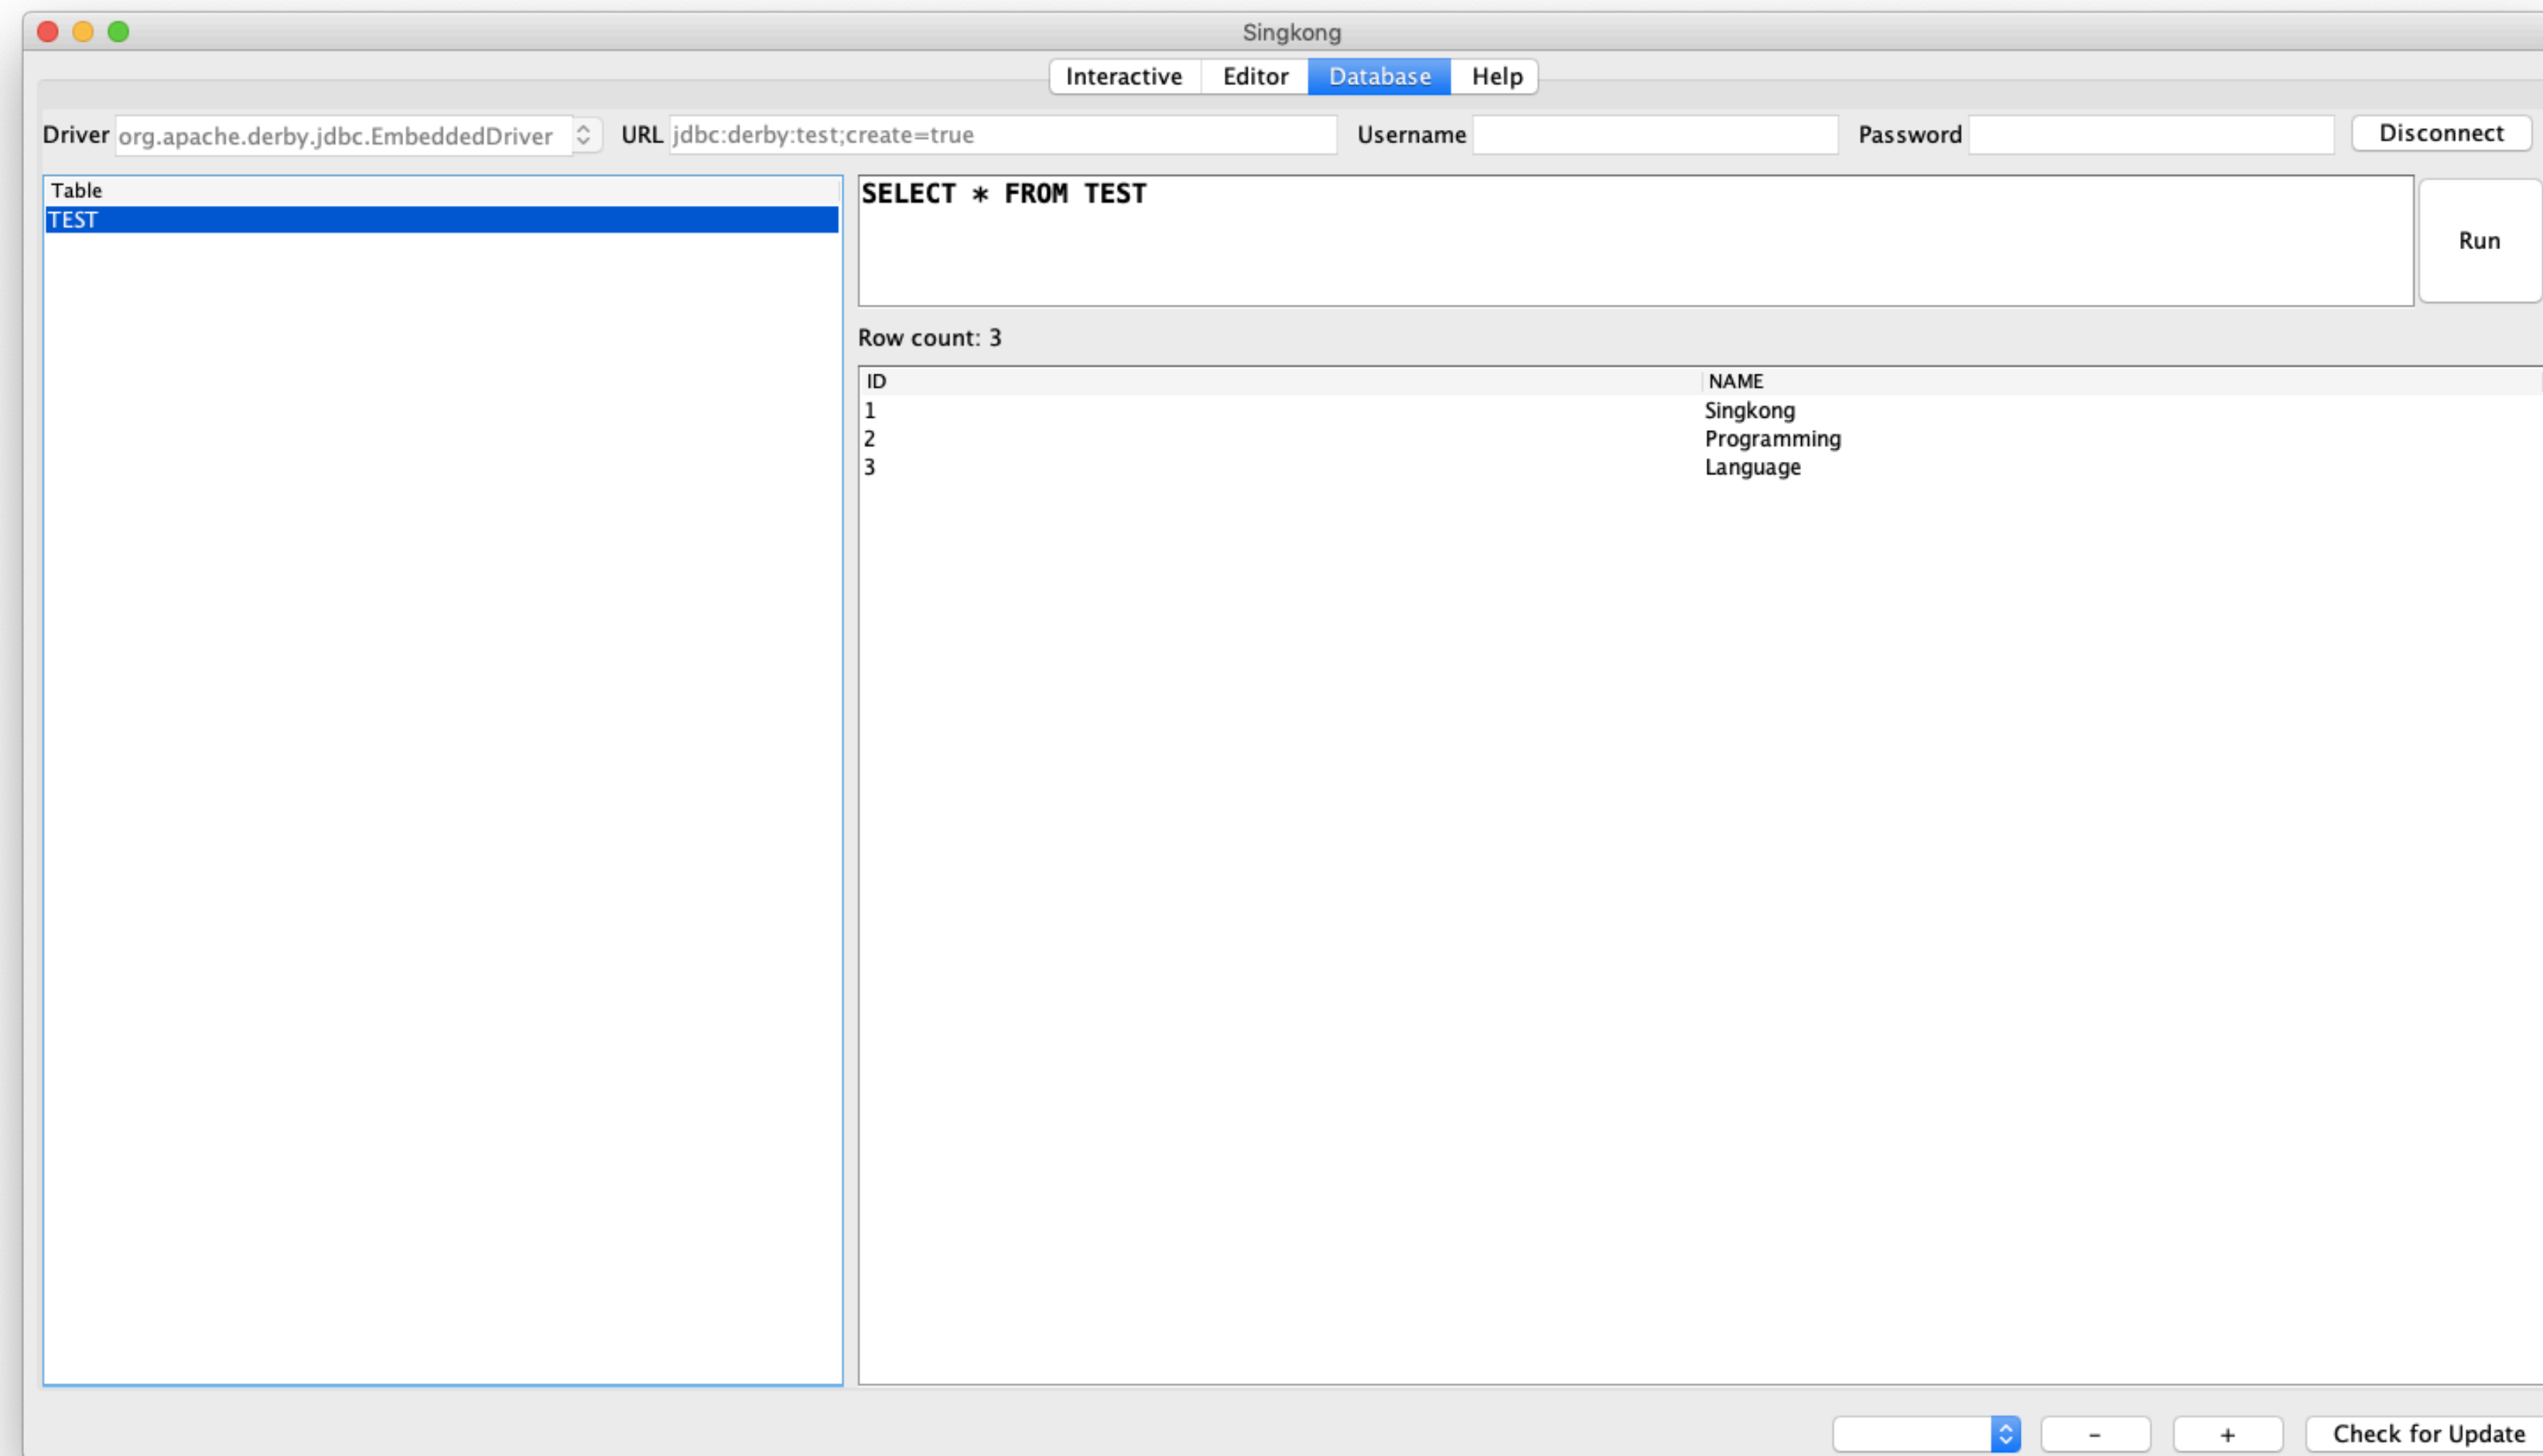 Singkong
Interactive Editor Database Help
Driver org.apache.derby.jdbc.EmbeddedDriver URL jdbc:derby:test;create=true Username Password Disconnect
Table
TEST
SELECT * FROM TEST
Run
Row count: 3
ID NAME
1 Singkong
2 Programming
3 Language
- + Check for Update